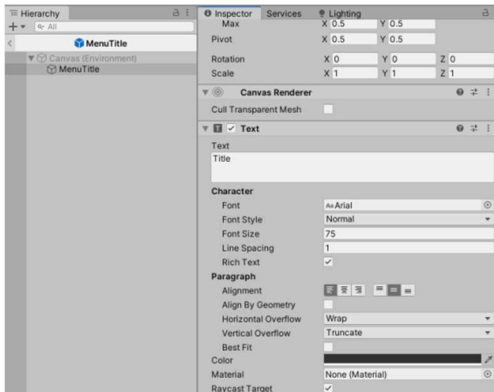 Hierarchy
All
MenuTitle
Canvas (Environment)
MenuTitle
Inspector Services Lighting
Max X 0.5 Y 0.5
Pivot X 0.5 Y 0.5
Rotation X 0 Y 0 Z 0
Scale X 1 Y 1 Z 1
Canvas Renderer
Cull Transparent Mesh
Text
Text
Title
Character
Font Aa Arial
Font Style Normal
Font Size 75
Line Spacing 1
Rich Text
Paragraph
Alignment
Align By Geometry
Horizontal Overflow Wrap
Vertical Overflow Truncate
Best Fit
Color
Material None (Material)
Raycast Target